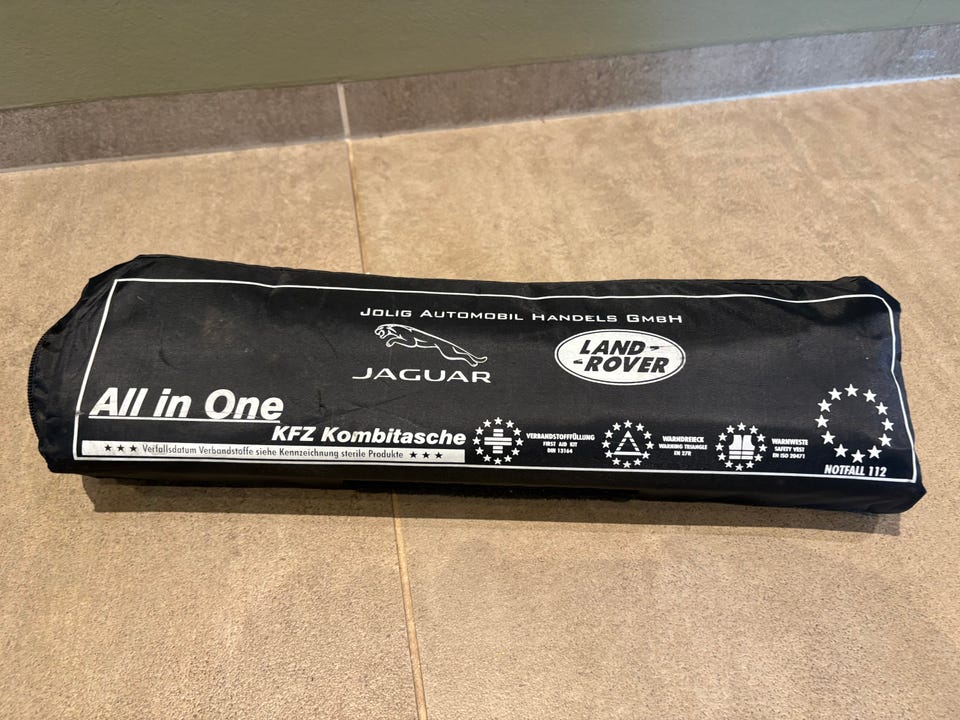 JOLIG AUTOMOBIL HANDELS GMBH
JAGUAR
LAND-
-ROVER
All in One
KFZ Kombitasche
Verfallsdatum Verbandstoffe siehe Kennzeichnung sterile Produkte
VERBANDSTOFFFÜLLUNG
FIRST AID KIT
DIN 13164
WARNDREIECK
WARNING TRIANGLE
EN 27R
WARNWESTE
SAFETY VEST
EN ISO 20471
NOTFALL 112